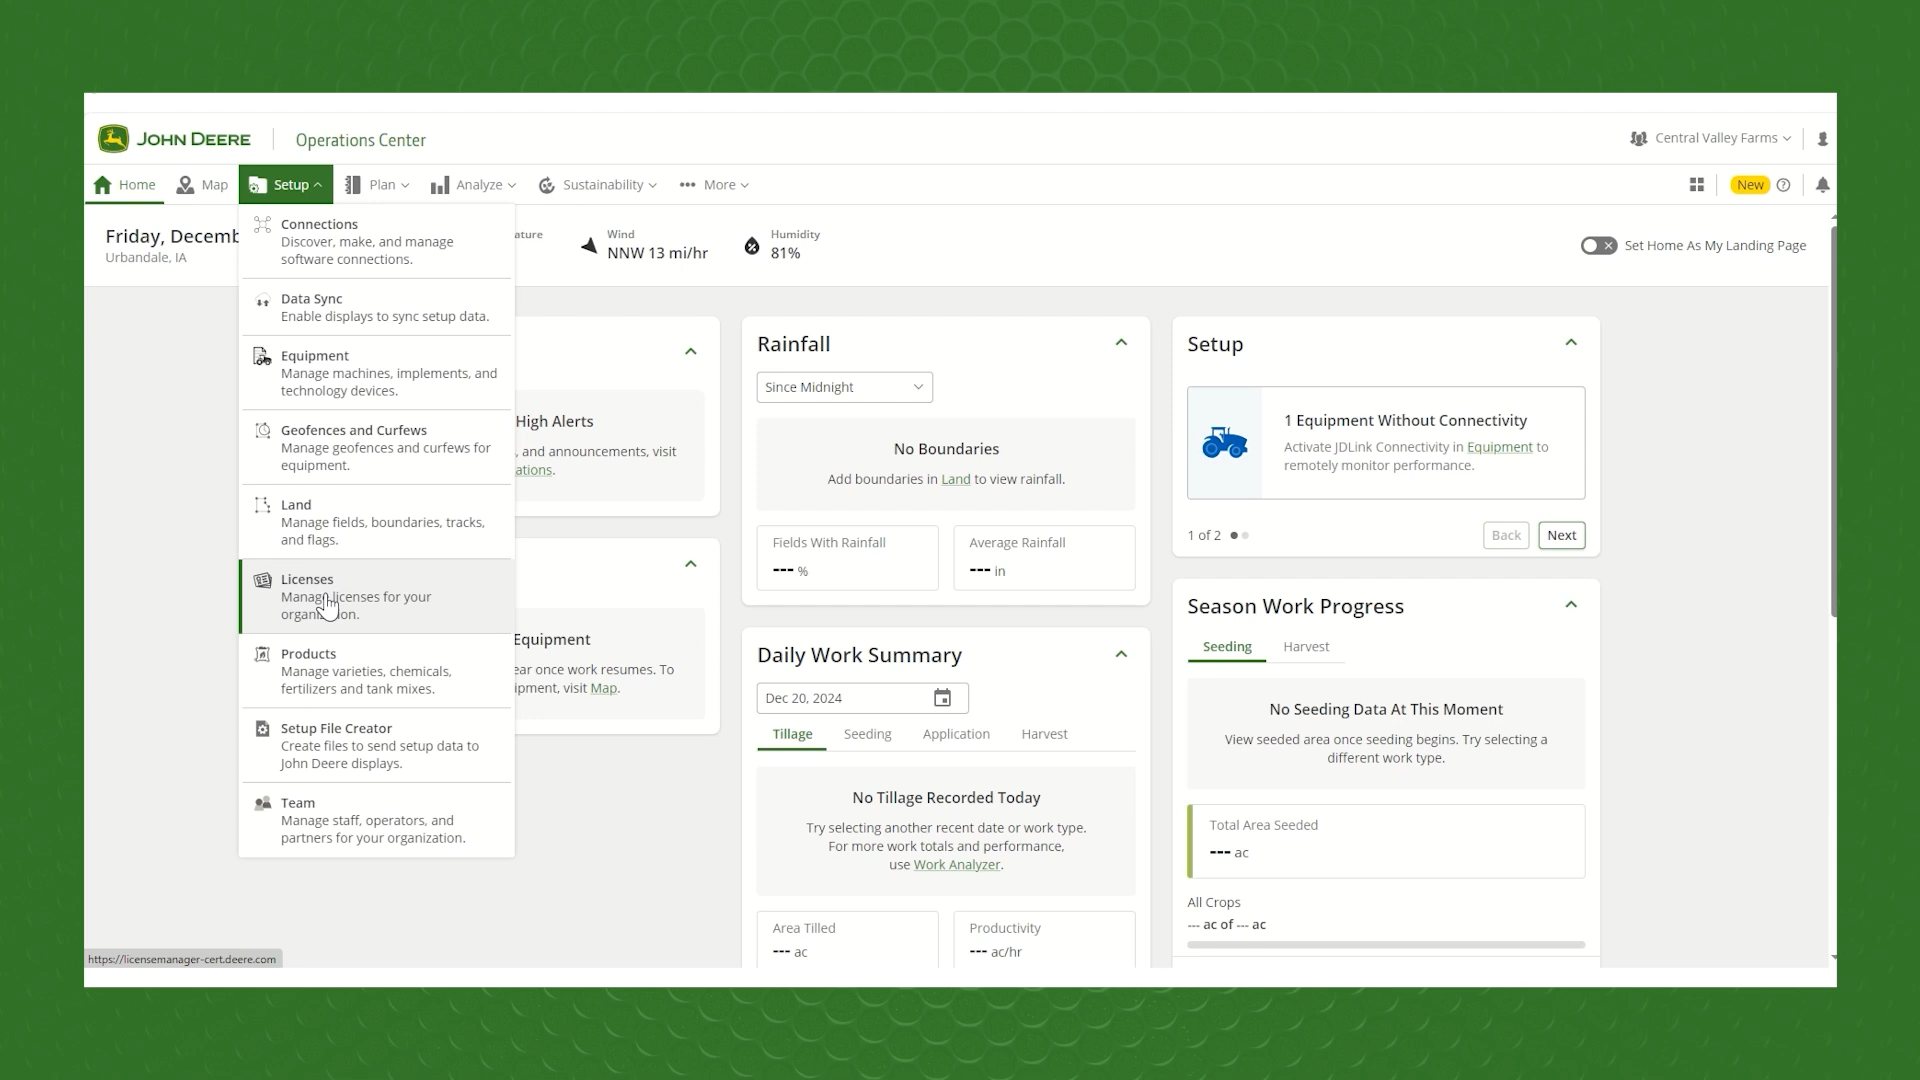 JOHN DEERE
Operations Center
Central Valley Farms
Home
Map
Setup
Plan
Analyze
Sustainability
More
New
Friday, Decemb
Urbandale, IA
ature
Wind
NNW 13 mi/hr
Humidity
81%
Set Home As My Landing Page
Connections
Discover, make, and manage
software connections.
Data Sync
Enable displays to sync setup data.
Equipment
Manage machines, implements, and
technology devices.
Geofences and Curfews
Manage geofences and curfews for
equipment.
Land
Manage fields, boundaries, tracks,
and flags.
Licenses
Manage licenses for your
organization.
Products
Manage varieties, chemicals,
fertilizers and tank mixes.
Setup File Creator
Create files to send setup data to
John Deere displays.
Team
Manage staff, operators, and
partners for your organization.
High Alerts
, and announcements, visit
ations.
Equipment
ear once work resumes. To
ipment, visit Map.
Rainfall
Since Midnight
No Boundaries
Add boundaries in Land to view rainfall.
Fields With Rainfall
--- %
Average Rainfall
--- in
Daily Work Summary
Dec 20, 2024
Tillage
Seeding
Application
Harvest
No Tillage Recorded Today
Try selecting another recent date or work type.
For more work totals and performance,
use Work Analyzer.
Area Tilled
--- ac
Productivity
--- ac/hr
Setup
1 Equipment Without Connectivity
Activate JDLink Connectivity in Equipment to
remotely monitor performance.
1 of 2
Back
Next
Season Work Progress
Seeding
Harvest
No Seeding Data At This Moment
View seeded area once seeding begins. Try selecting a
different work type.
Total Area Seeded
--- ac
All Crops
--- ac of --- ac
https://licensemanager-cert.deere.com